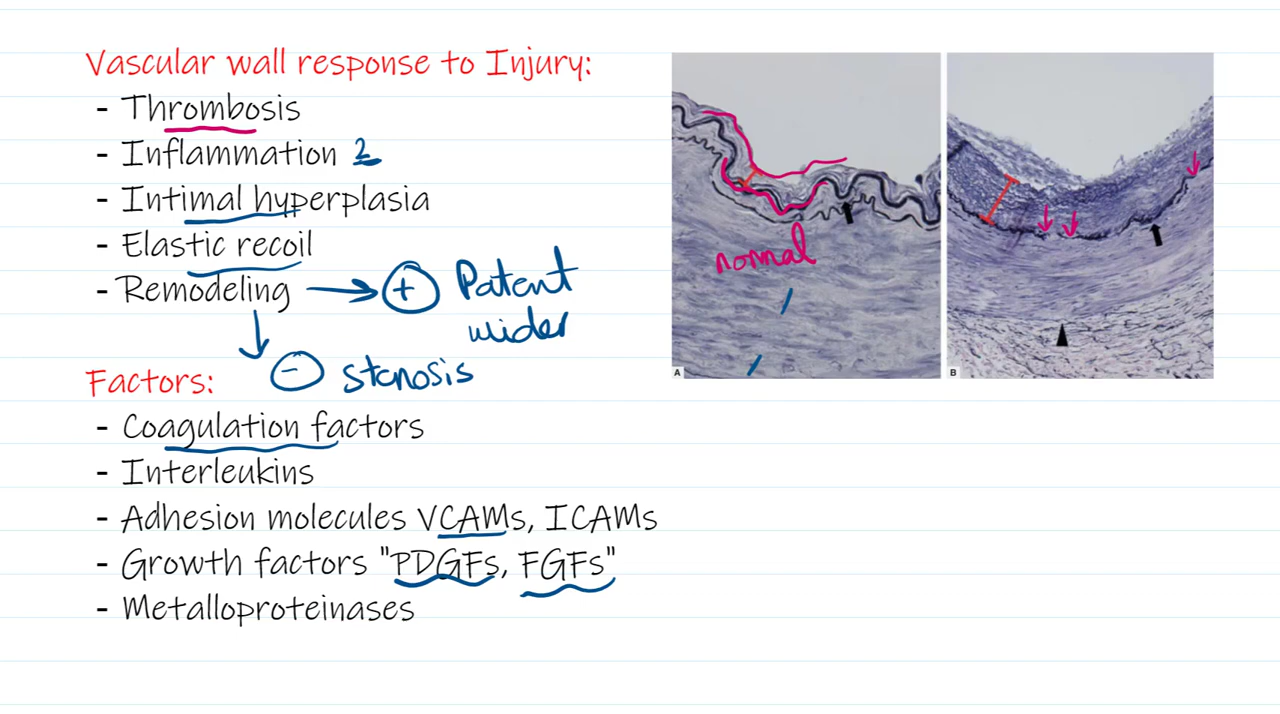 Vascular wall response to Injury:
- Thrombosis
- Inflammation 2
- Intimal hyperplasia
- Elastic recoil
- Remodeling → + Patent
wider
- stenosis
Factors:
- Coagulation factors
- Interleukins
- Adhesion molecules VCAMs, ICAMs
- Growth factors "PDGFs, FGFs"
- Metalloproteinases
normal
A
B